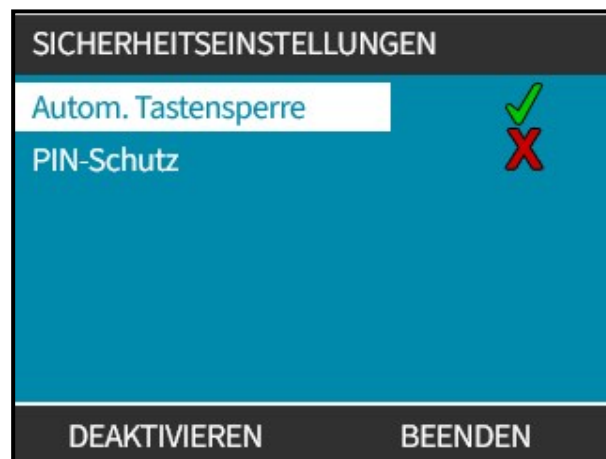 SICHERHEITSEINSTELLUNGEN
Autom. Tastensperre
PIN-Schutz
DEAKTIVIEREN BEENDEN